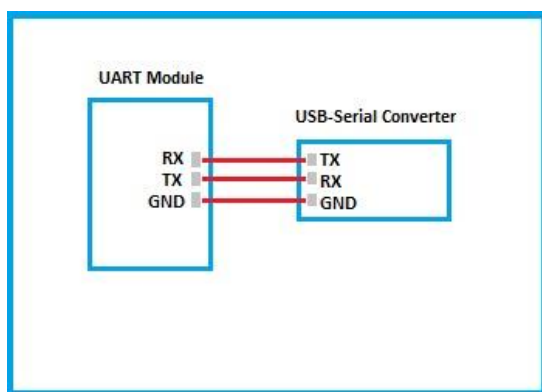 UART Module
USB-Serial Converter
RX
TX
TX
RX
GND
GND